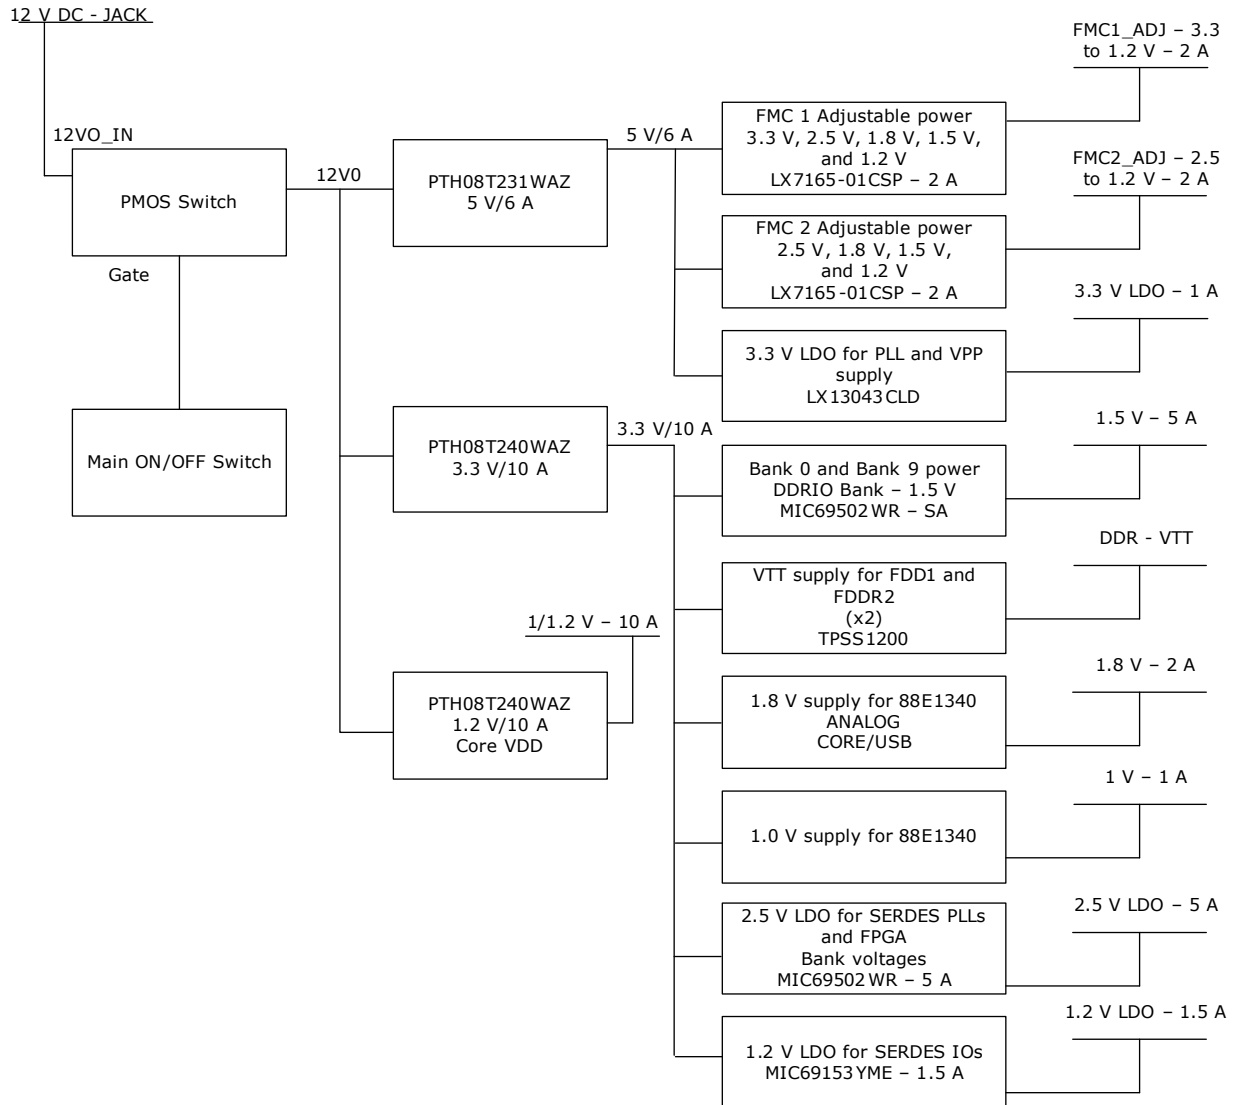 12 V DC - JACK
12VO_IN
PMOS Switch
Gate
Main ON/OFF Switch
12V0
PTH08T231WAZ
5 V/6 A
5 V/6 A
PTH08T240WAZ
3.3 V/10 A
3.3 V/10 A
1/1.2 V – 10 A
PTH08T240WAZ
1.2 V/10 A
Core VDD
FMC 1 Adjustable power
3.3 V, 2.5 V, 1.8 V, 1.5 V,
and 1.2 V
LX7165-01CSP – 2 A
FMC1_ADJ – 3.3
to 1.2 V – 2 A
FMC 2 Adjustable power
2.5 V, 1.8 V, 1.5 V,
and 1.2 V
LX7165-01CSP – 2 A
FMC2_ADJ – 2.5
to 1.2 V – 2 A
3.3 V LDO for PLL and VPP
supply
LX13043CLD
3.3 V LDO – 1 A
Bank 0 and Bank 9 power
DDRIO Bank – 1.5 V
MIC69502WR – SA
1.5 V – 5 A
VTT supply for FDD1 and
FDDR2
(x2)
TPSS1200
DDR - VTT
1.8 V supply for 88E1340
ANALOG
CORE/USB
1.8 V – 2 A
1.0 V supply for 88E1340
1 V – 1 A
2.5 V LDO for SERDES PLLs
and FPGA
Bank voltages
MIC69502WR – 5 A
2.5 V LDO – 5 A
1.2 V LDO for SERDES IOs
MIC69153YME – 1.5 A
1.2 V LDO – 1.5 A